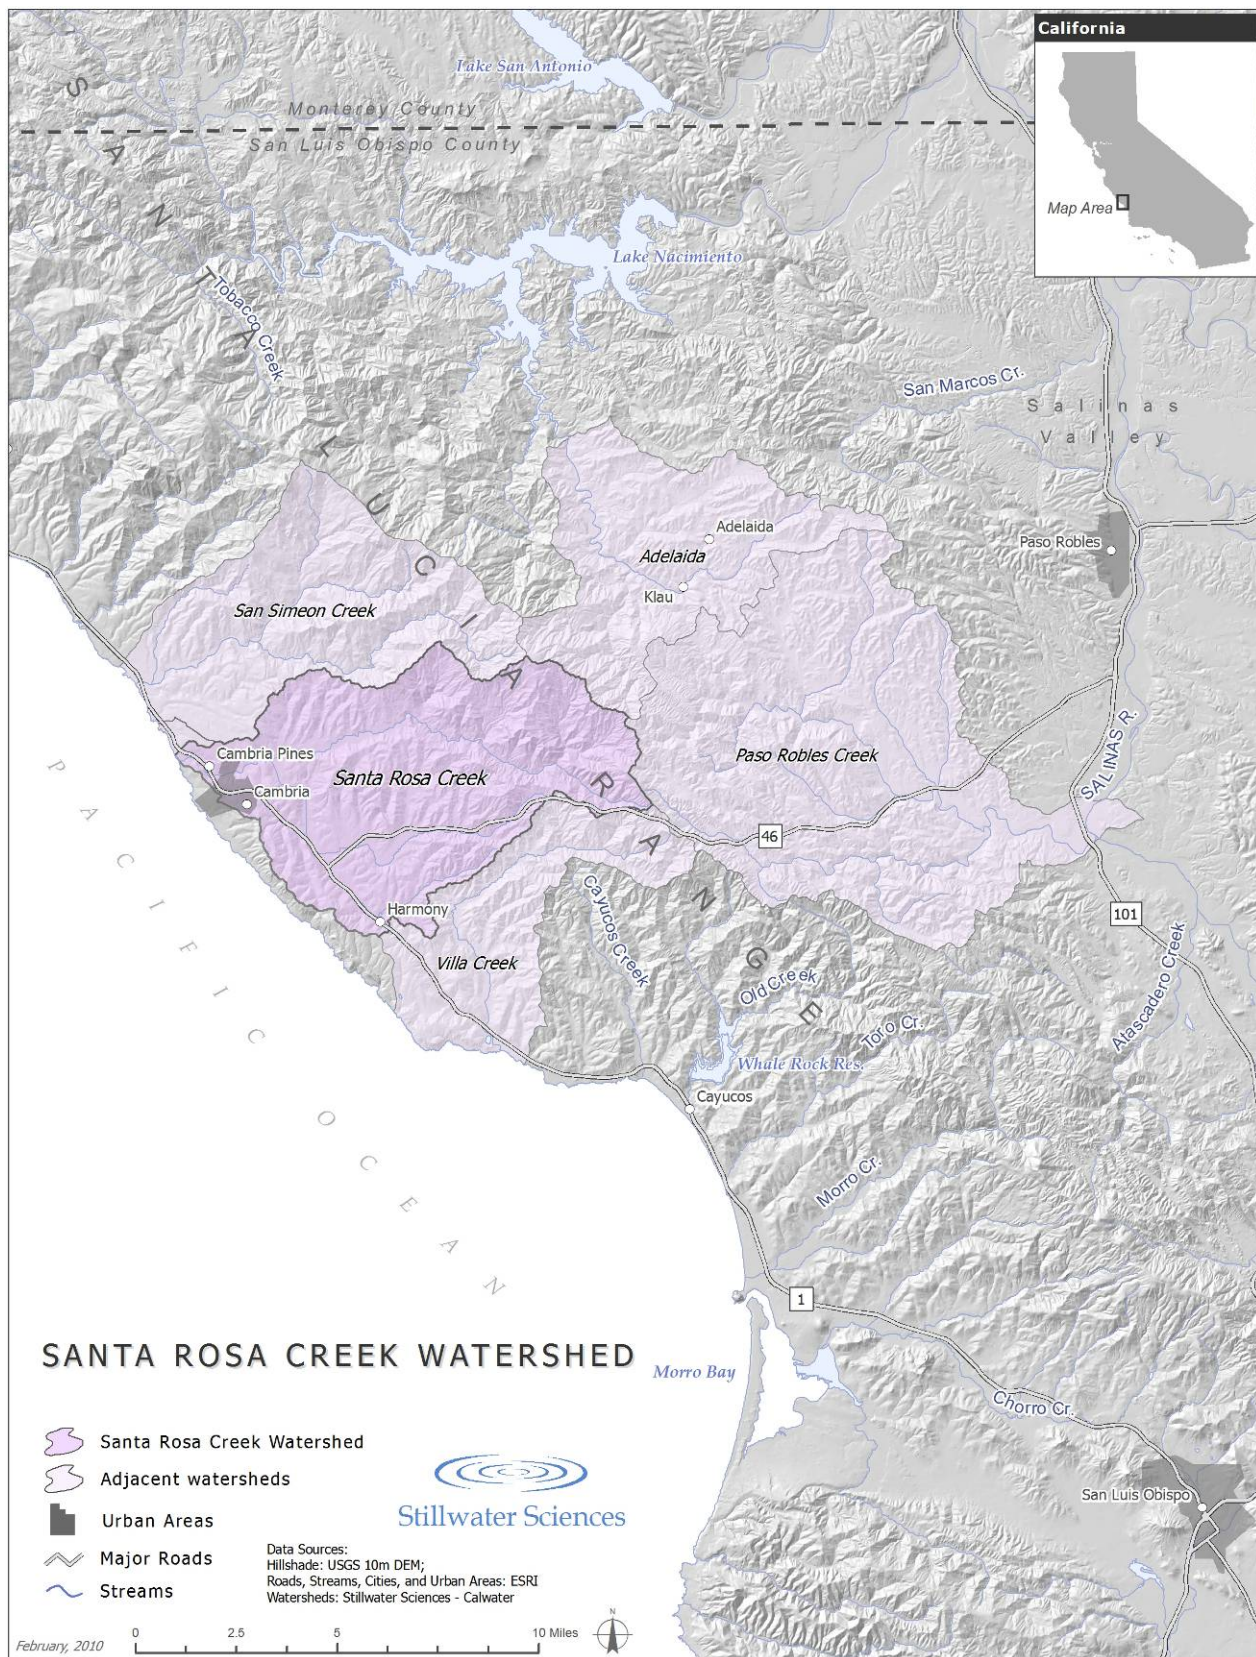 California
Map Area
Lake San Antonio
Monterey County
San Luis Obispo County
SANTA LUCIA RANGE
Lake Nacimiento
Tobacco Creek
San Marcos Cr.
Salinas
Valley
Adelaida
Adelaida
Klau
Paso Robles
San Simeon Creek
Cambria Pines
Cambria
Santa Rosa Creek
Paso Robles Creek
SALINAS R.
46
Harmony
Villa Creek
Cayucos Creek
Old Creek
Toro Cr.
101
Atascadero Creek
Whale Rock Res.
Cayucos
PACIFIC OCEAN
Morro Cr.
1
Morro Bay
Chorro Cr.
San Luis Obispo
SANTA ROSA CREEK WATERSHED
Santa Rosa Creek Watershed
Adjacent watersheds
Urban Areas
Major Roads
Streams
Stillwater Sciences
Data Sources:
Hillshade: USGS 10m DEM;
Roads, Streams, Cities, and Urban Areas: ESRI
Watersheds: Stillwater Sciences - Calwater
February, 2010
0 2.5 5 10 Miles
N